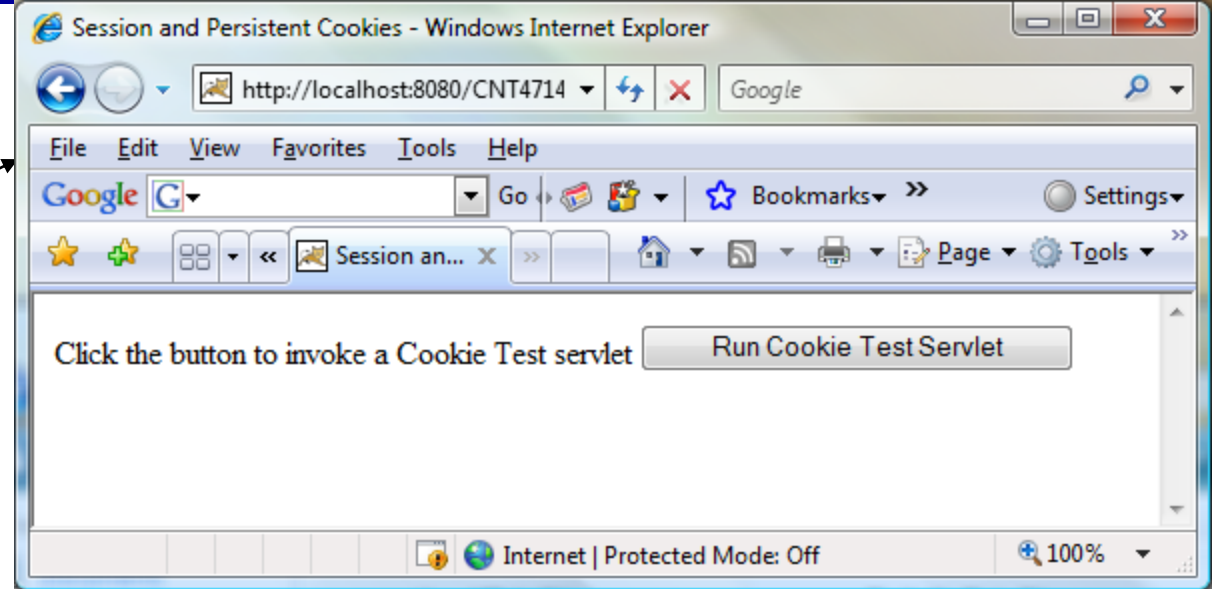 Session and Persistent Cookies - Windows Internet Explorer
http://localhost:8080/CNT4714 Google
File Edit View Favorites Tools Help
Google G Go Bookmarks » Settings
« Session an... X » Page Tools »
Click the button to invoke a Cookie Test servlet Run Cookie Test Servlet
Internet | Protected Mode: Off 100%